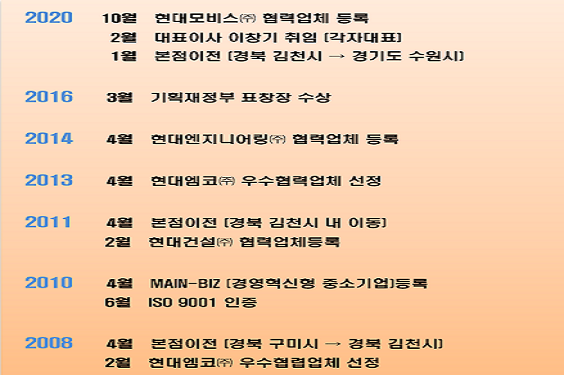 2020 10월 현대모비스㈜ 협력업체 등록
2월 대표이사 이창기 취임 (각자대표)
1월 본점이전 (경북 김천시 → 경기도 수원시)
2016 3월 기획재정부 표창장 수상
2014 4월 현대엔지니어링㈜ 협력업체 등록
2013 4월 현대엠코㈜ 우수협력업체 선정
2011 4월 본점이전 (경북 김천시 내 이동)
2월 현대건설㈜ 협력업체등록
2010 4월 MAIN-BIZ (경영혁신형 중소기업)등록
6월 ISO 9001 인증
2008 4월 본점이전 (경북 구미시 → 경북 김천시)
2월 현대엠코㈜ 우수협렵업체 선정